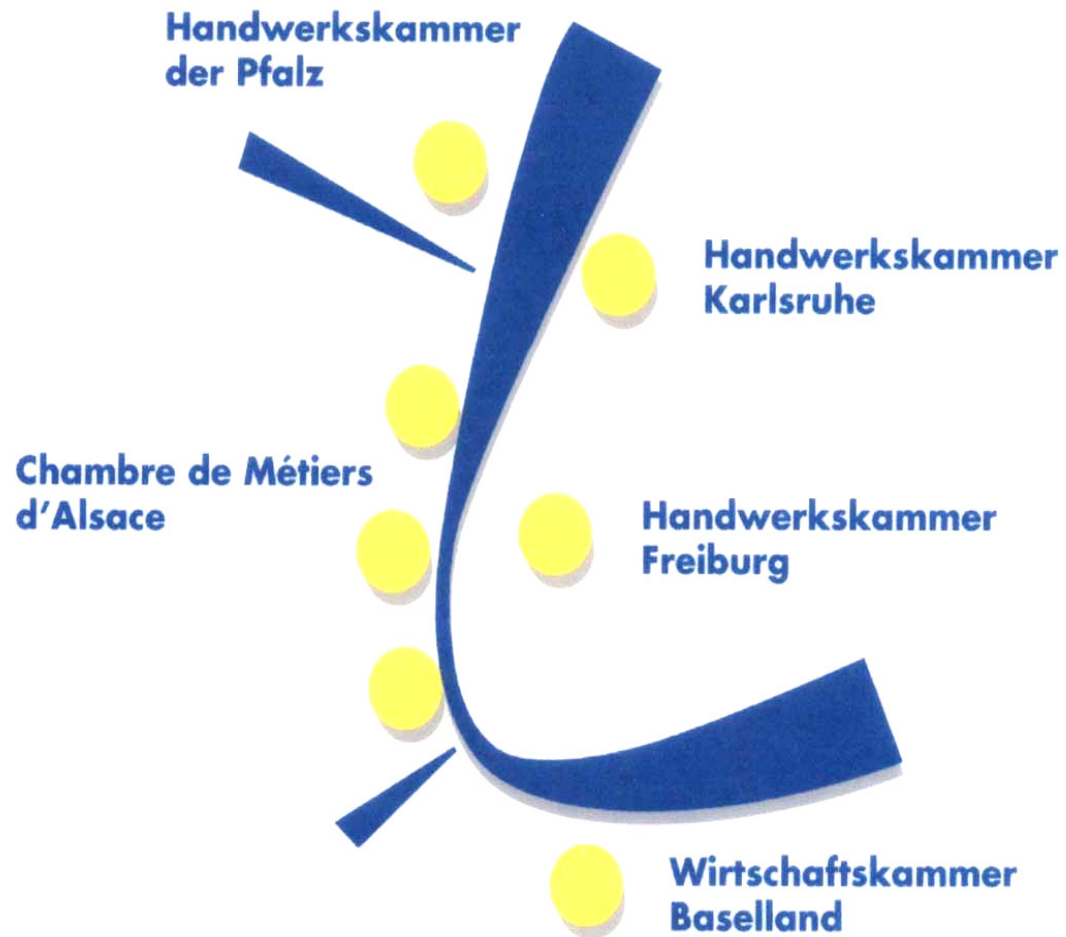 Handwerkskammer
der Pfalz
Handwerkskammer
Karlsruhe
Chambre de Métiers
d'Alsace
Handwerkskammer
Freiburg
Wirtschaftskammer
Baselland